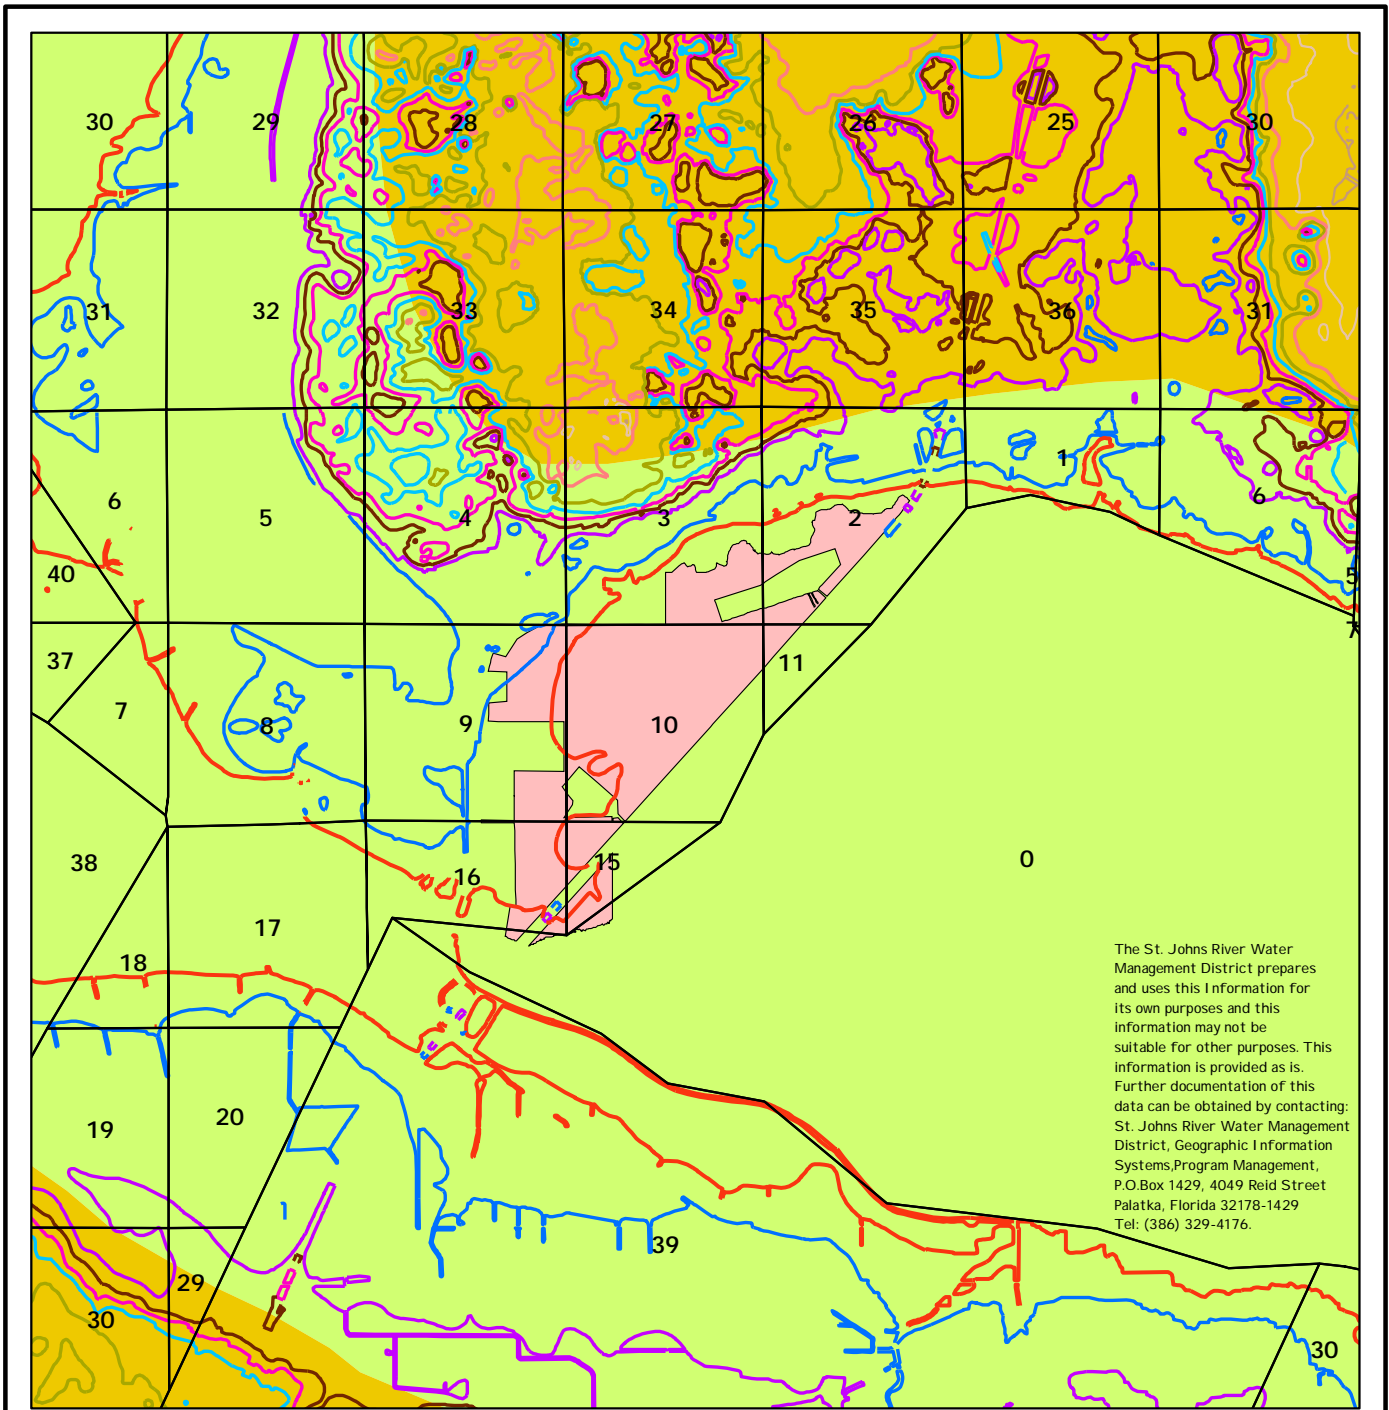 30
29
28
27
26
25
30
31
32
33
34
35
36
31
6
5
4
3
2
1
6
40
5
7
37
7
8
9
10
11
38
16
15
0
17
18
The St. Johns River Water
Management District prepares
and uses this Information for
its own purposes and this
information may not be
suitable for other purposes. This
information is provided as is.
Further documentation of this
data can be obtained by contacting:
St. Johns River Water Management
District, Geographic Information
Systems,Program Management,
P.O.Box 1429, 4049 Reid Street
Palatka, Florida 32178-1429
Tel: (386) 329-4176.
19
20
39
29
30
30